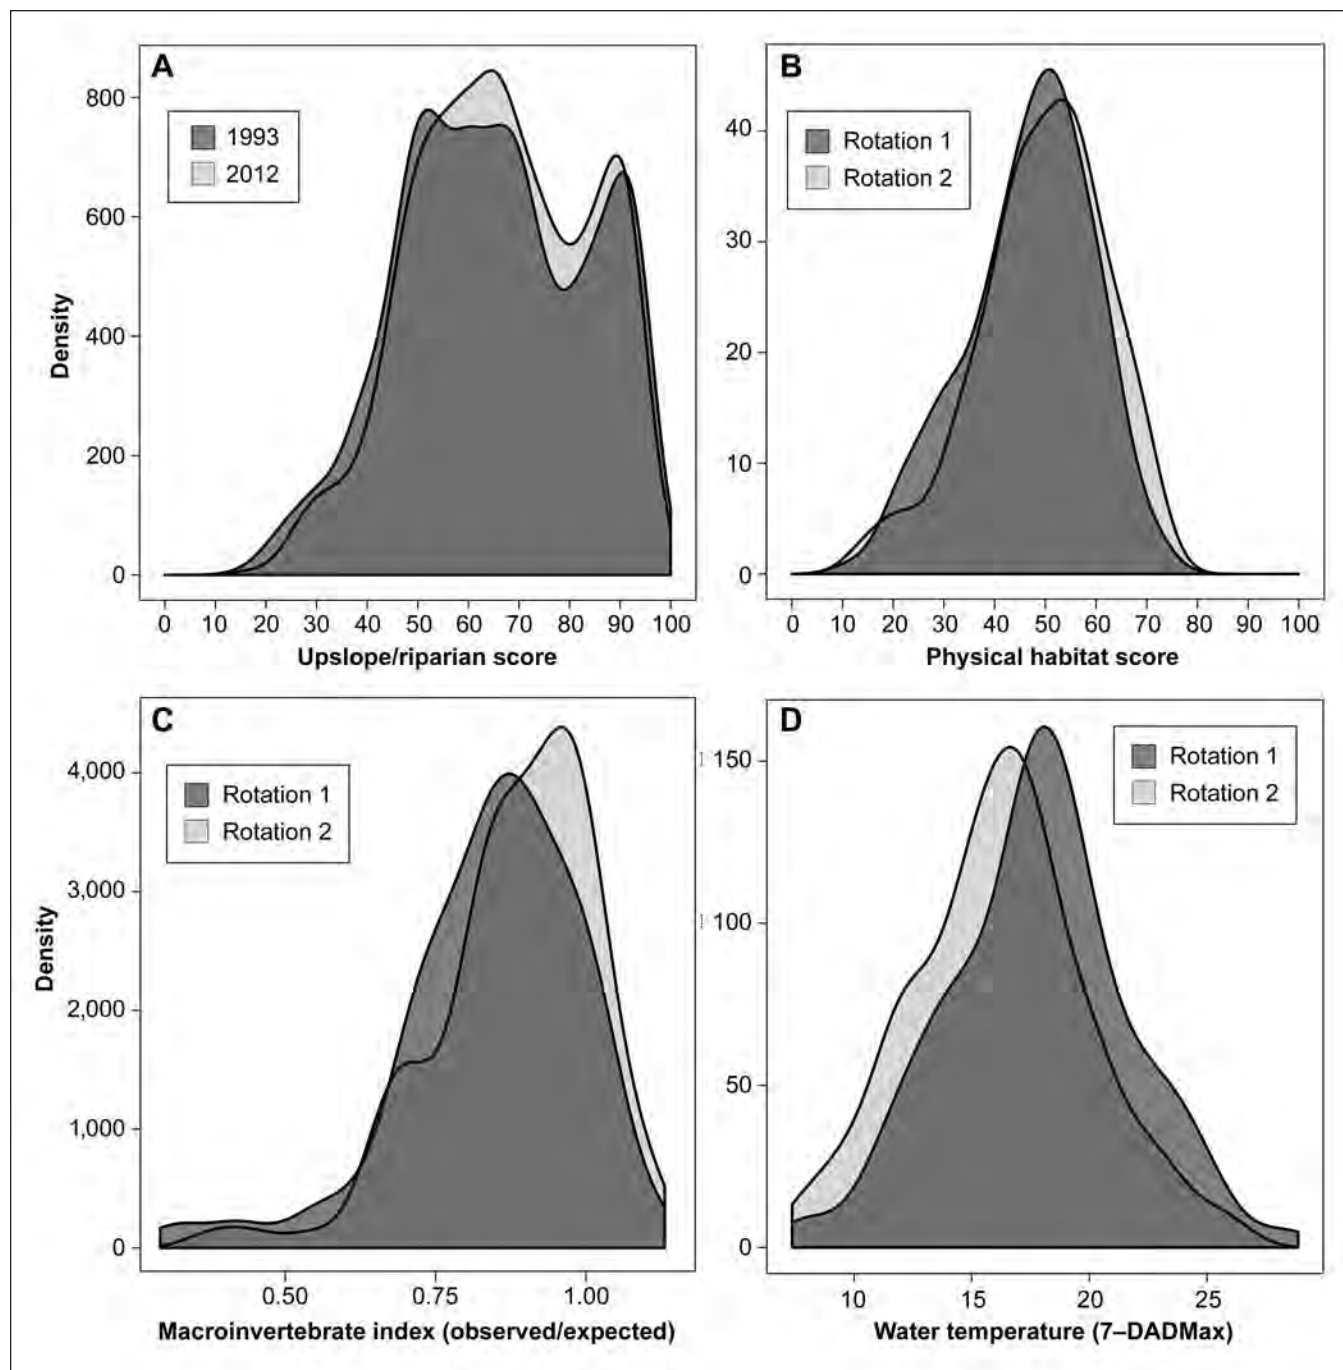 A
1993
2012
Density
800
600
400
200
0
0 10 20 30 40 50 60 70 80 90 100
Upslope/riparian score
B
Rotation 1
Rotation 2
40
30
20
10
0
0 10 20 30 40 50 60 70 80 90 100
Physical habitat score
C
Rotation 1
Rotation 2
Density
4,000
3,000
2,000
1,000
0
0.50 0.75 1.00
Macroinvertebrate index (observed/expected)
D
Rotation 1
Rotation 2
150
100
50
0
10 15 20 25
Water temperature (7–DADMax)